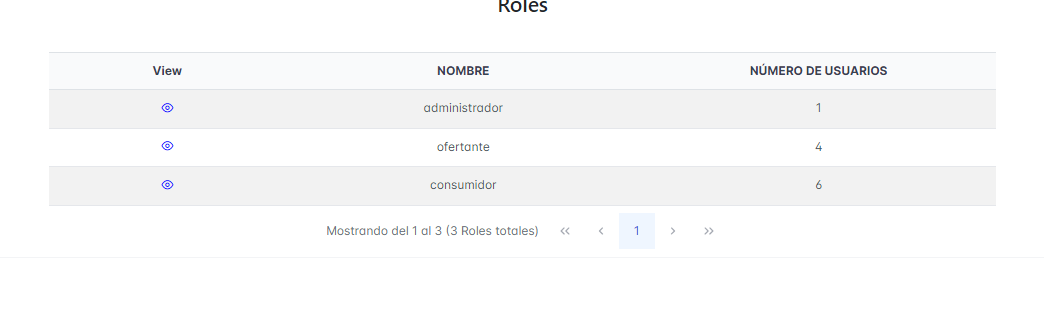 Roles
View NOMBRE NÚMERO DE USUARIOS
administrador 1
ofertante 4
consumidor 6
Mostrando del 1 al 3 (3 Roles totales) « ‹ 1 › »